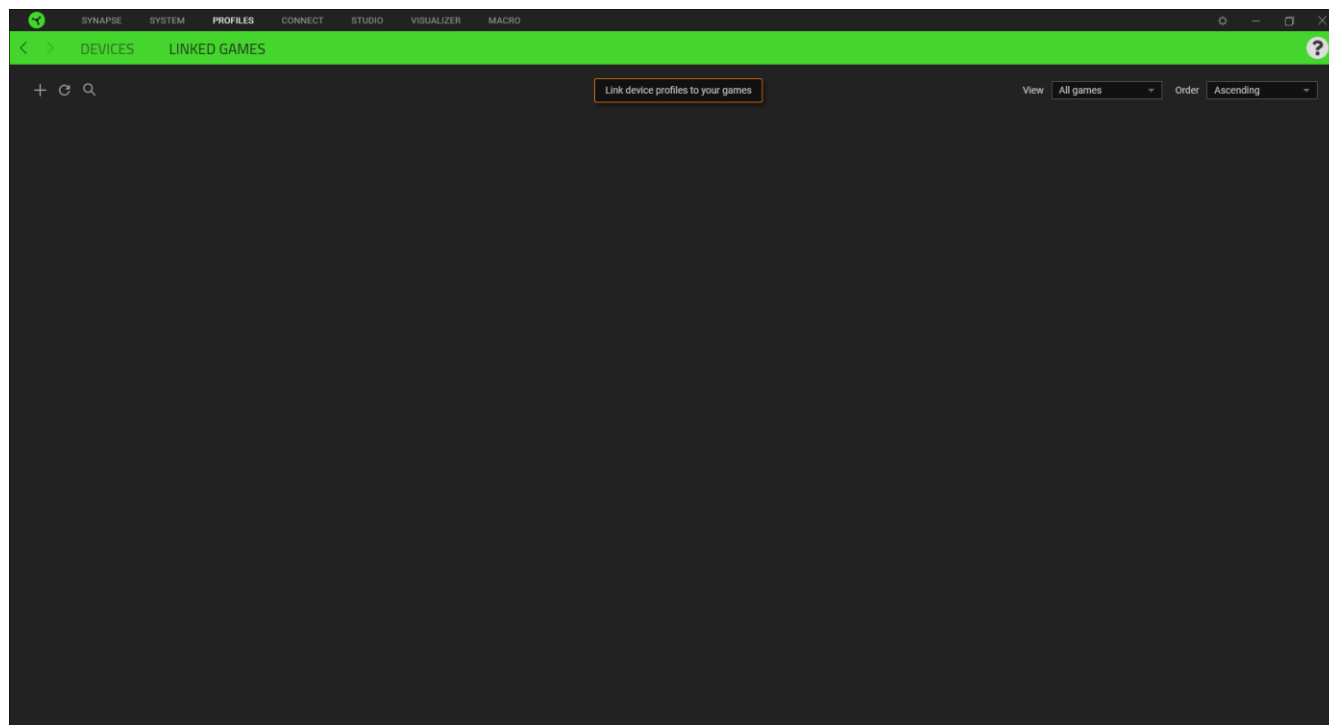 SYNAPSE SYSTEM PROFILES CONNECT STUDIO VISUALIZER MACRO
DEVICES LINKED GAMES ?
Link device profiles to your games View All games Order Ascending